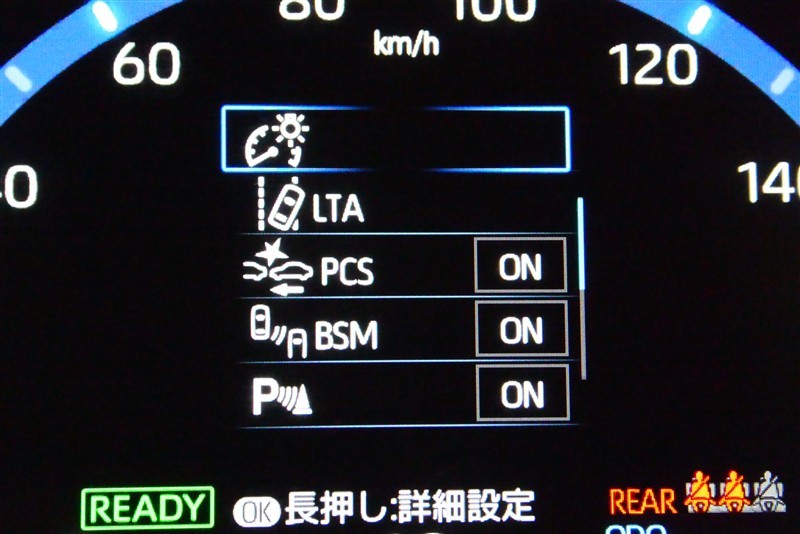 80 100
km/h
60 120
40 140
LTA
PCS ON
BSM ON
P ON
READY OK 長押し:詳細設定 REAR
ODO